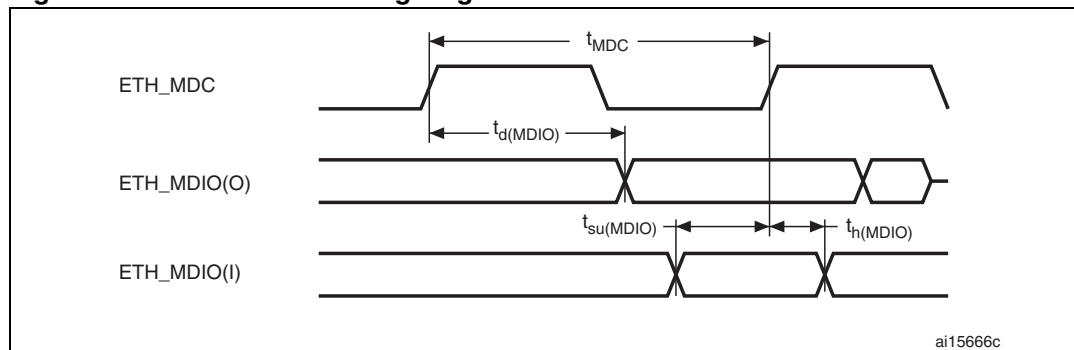 t_MDC
ETH_MDC
t_d(MDIO)
ETH_MDIO(O)
t_su(MDIO)
t_h(MDIO)
ETH_MDIO(I)
ai15666c